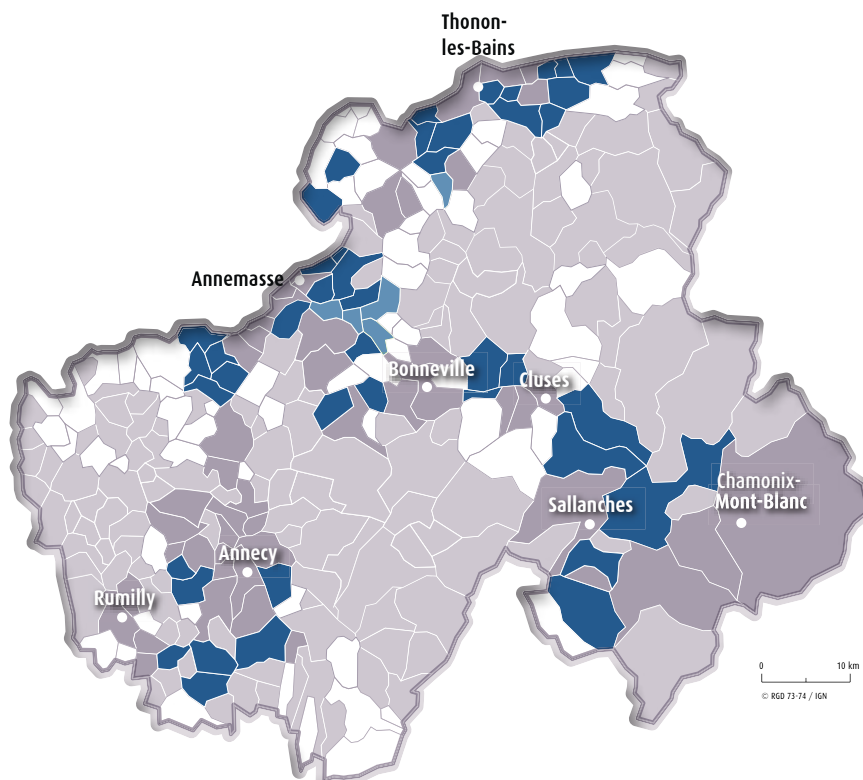 Thonon-
les-Bains
Annemasse
Bonneville
Cluses
Chamonix-
Mont-Blanc
Sallanches
Annecy
Rumilly
0 10 km
© RGD 73-74 / IGN